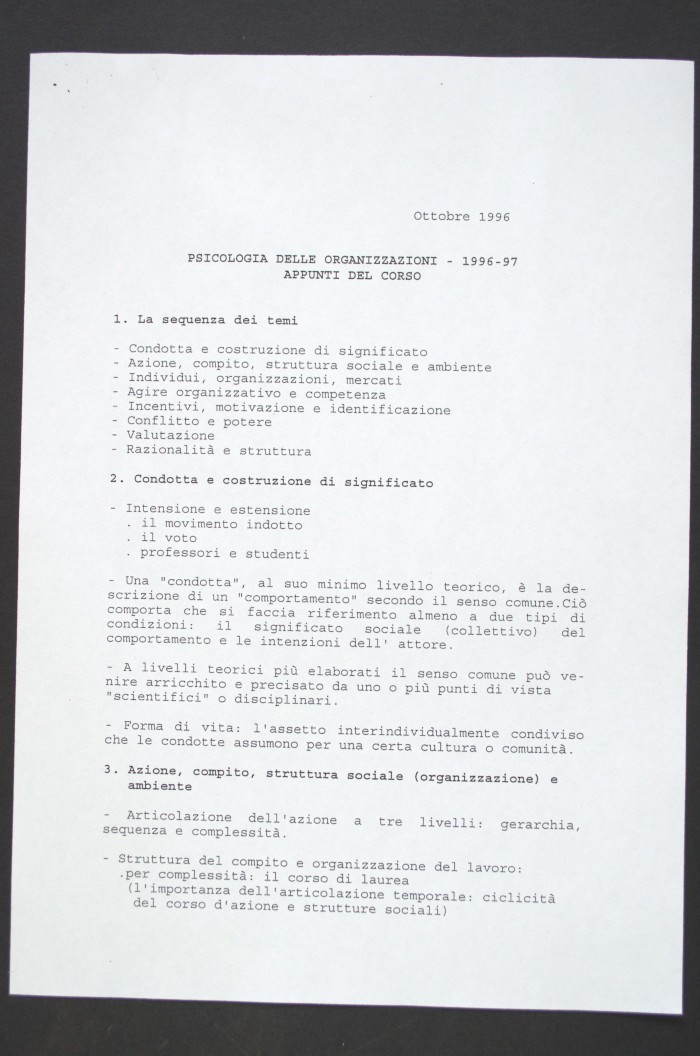 Ottobre 1996
PSICOLOGIA DELLE ORGANIZZAZIONI - 1996-97
APPUNTI DEL CORSO
1. La sequenza dei temi
- Condotta e costruzione di significato
- Azione, compito, struttura sociale e ambiente
- Individui, organizzazioni, mercati
- Agire organizzativo e competenza
- Incentivi, motivazione e identificazione
- Conflitto e potere
- Valutazione
- Razionalità e struttura
2. Condotta e costruzione di significato
- Intensione e estensione
. il movimento indotto
. il voto
. professori e studenti
- Una "condotta", al suo minimo livello teorico, è la de-
scrizione di un "comportamento" secondo il senso comune.Ciò
comporta che si faccia riferimento almeno a due tipi di
condizioni: il significato sociale (collettivo) del
comportamento e le intenzioni dell' attore.
- A livelli teorici più elaborati il senso comune può ve-
nire arricchito e precisato da uno o più punti di vista
"scientifici" o disciplinari.
- Forma di vita: l'assetto interindividualmente condiviso
che le condotte assumono per una certa cultura o comunità.
3. Azione, compito, struttura sociale (organizzazione) e
ambiente
- Articolazione dell'azione a tre livelli: gerarchia,
sequenza e complessità.
- Struttura del compito e organizzazione del lavoro:
.per complessità: il corso di laurea
(l'importanza dell'articolazione temporale: ciclicità
del corso d'azione e strutture sociali)